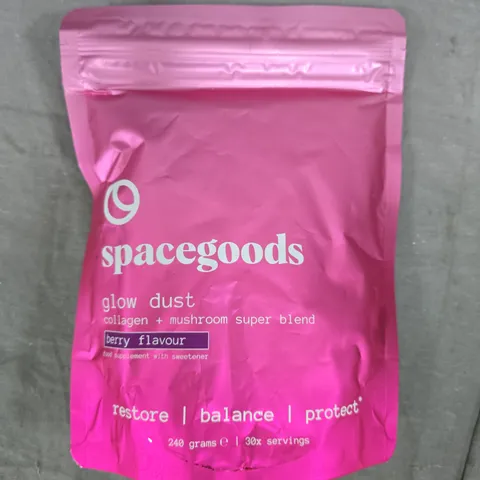 spacegoods
glow dust
collagen + mushroom super blend
berry flavour
food supplement with sweetener
restore | balance | protect*
240 grams ℮ | 30x servings